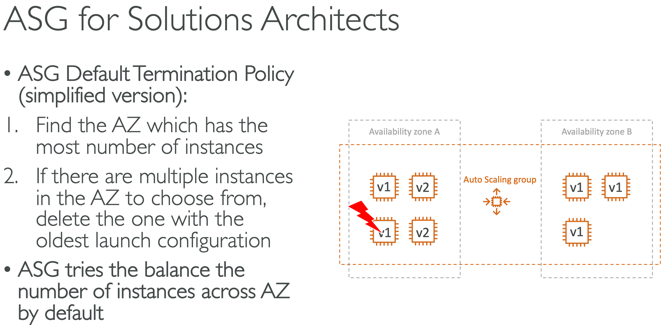 ASG for Solutions Architects
• ASG Default Termination Policy
(simplified version):
1. Find the AZ which has the
most number of instances
2. If there are multiple instances
in the AZ to choose from,
delete the one with the
oldest launch configuration
• ASG tries the balance the
number of instances across AZ
by default
Availability zone A
Availability zone B
Auto Scaling group
v1 v2
v1 v1
v1 v2
v1